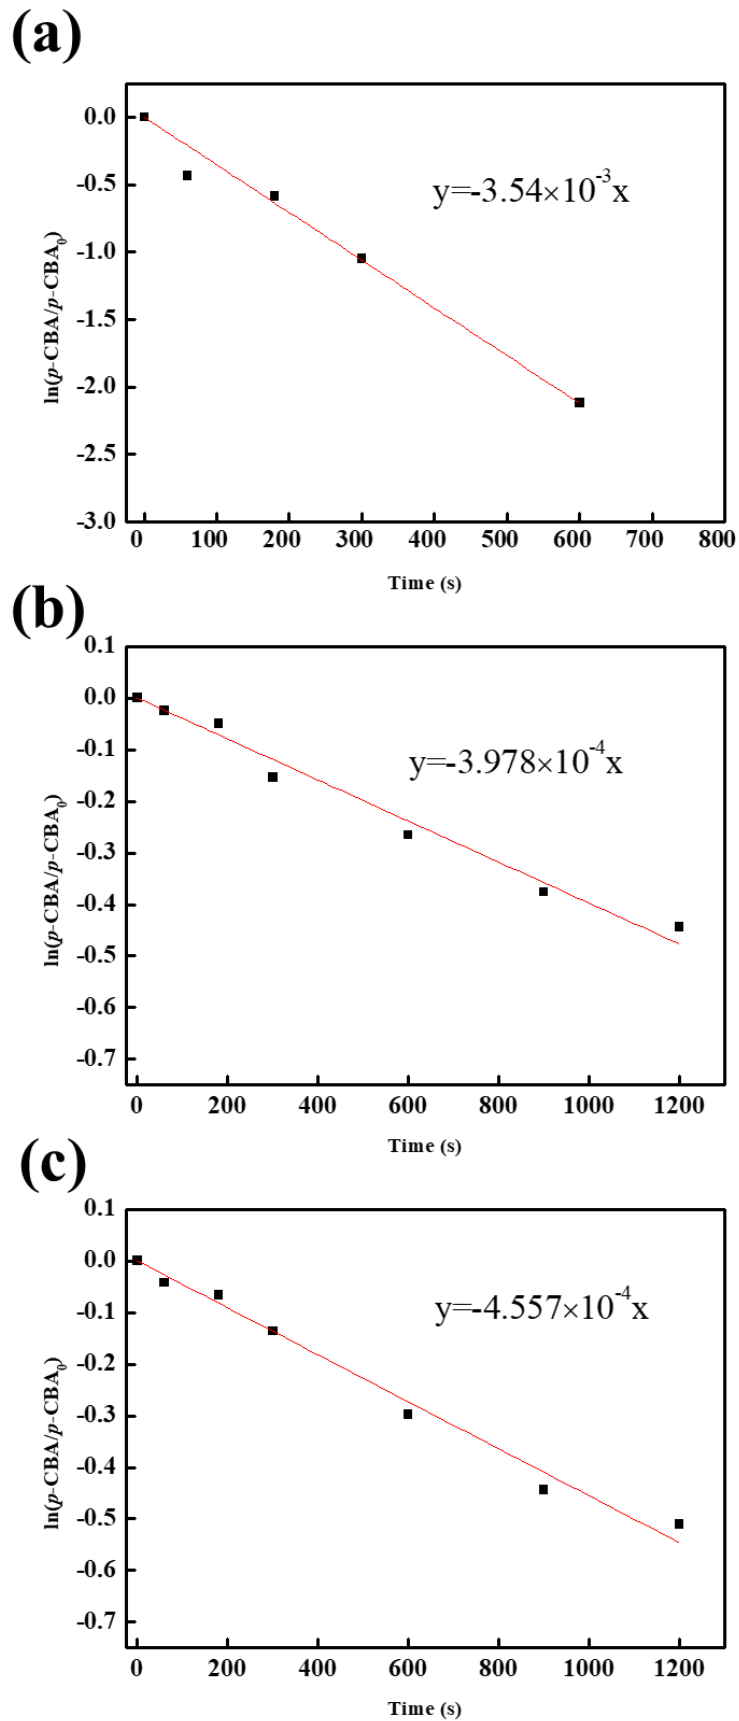 (a)
0.0
-0.5
-1.0
-1.5
-2.0
-2.5
-3.0
ln(p-CBA/p-CBA₀)
y=-3.54×10⁻³x
0 100 200 300 400 500 600 700 800
Time (s)
(b)
0.1
0.0
-0.1
-0.2
-0.3
-0.4
-0.5
-0.6
-0.7
ln(p-CBA/p-CBA₀)
y=-3.978×10⁻⁴x
0 200 400 600 800 1000 1200
Time (s)
(c)
0.1
0.0
-0.1
-0.2
-0.3
-0.4
-0.5
-0.6
-0.7
ln(p-CBA/p-CBA₀)
y=-4.557×10⁻⁴x
0 200 400 600 800 1000 1200
Time (s)